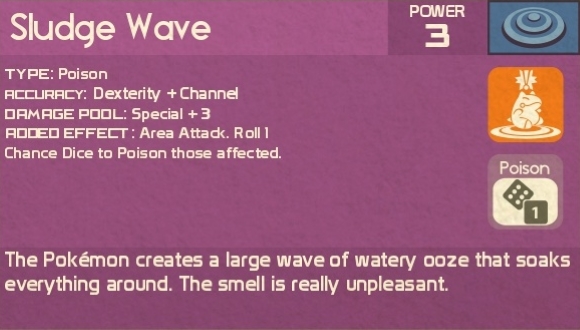 Sludge Wave
POWER
3
TYPE: Poison
ACCURACY: Dexterity + Channel
DAMAGE POOL: Special + 3
ADDED EFFECT: Area Attack. Roll 1
Chance Dice to Poison those affected.
Poison
1
The Pokémon creates a large wave of watery ooze that soaks
everything around. The smell is really unpleasant.